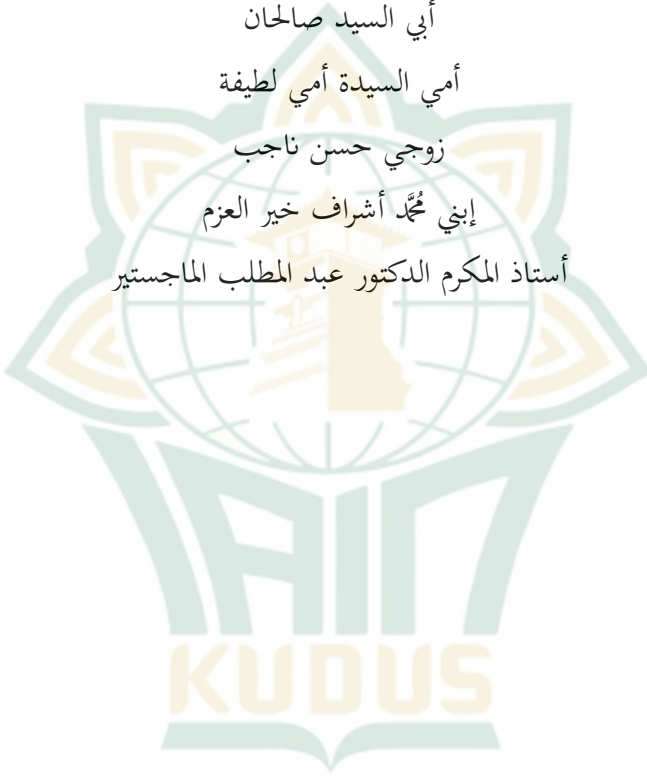 أبي السيد صالحان
أمي السيدة أمي لطيفة
زوجي حسن ناجب
إبني مُحَمَّد أشراف خير العزم
أستاذ المكرم الدكتور عبد المطلب الماجستير
IAIN
KUDUS